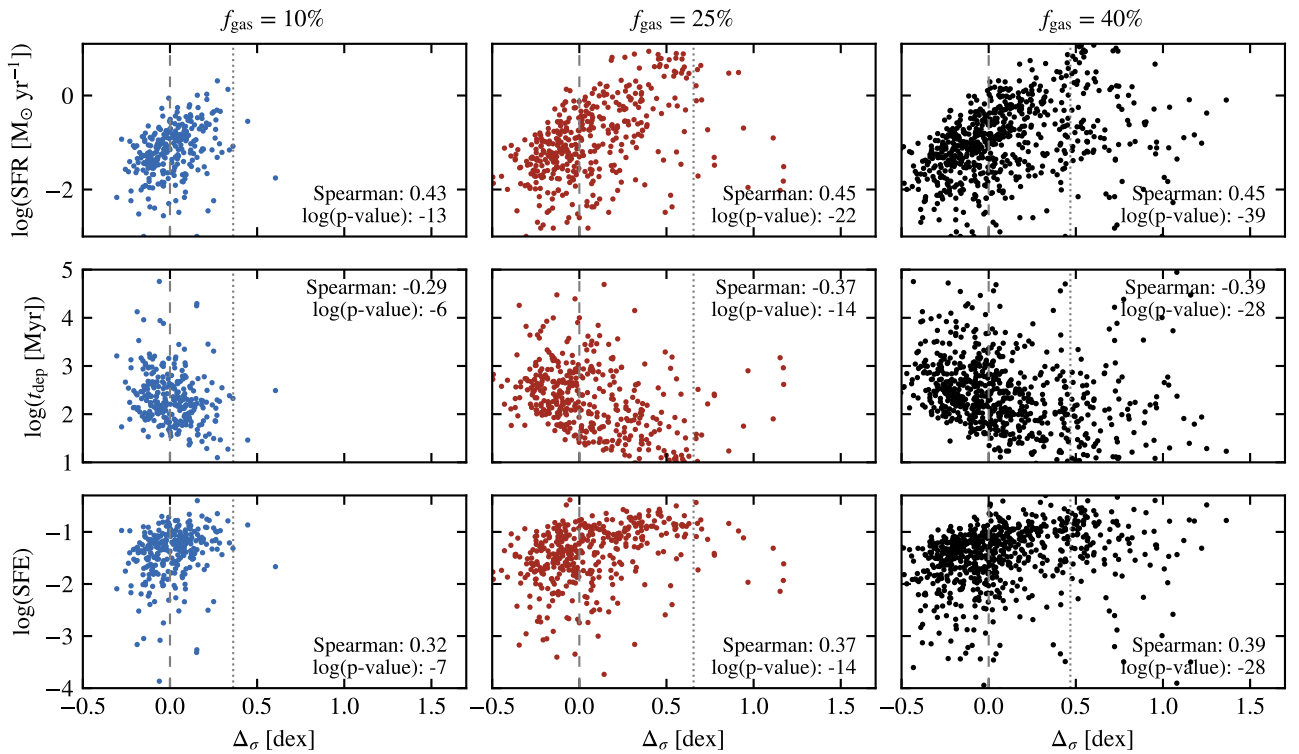 f_gas = 10%
f_gas = 25%
f_gas = 40%
log(SFR [M⊙ yr−1])
0
−2
Spearman: 0.43
log(p-value): -13
Spearman: 0.45
log(p-value): -22
Spearman: 0.45
log(p-value): -39
log(t_dep [Myr])
5
4
3
2
1
Spearman: -0.29
log(p-value): -6
Spearman: -0.37
log(p-value): -14
Spearman: -0.39
log(p-value): -28
log(SFE)
−1
−2
−3
−4
Spearman: 0.32
log(p-value): -7
Spearman: 0.37
log(p-value): -14
Spearman: 0.39
log(p-value): -28
−0.5 0.0 0.5 1.0 1.5
−0.5 0.0 0.5 1.0 1.5
−0.5 0.0 0.5 1.0 1.5
Δσ [dex]
Δσ [dex]
Δσ [dex]